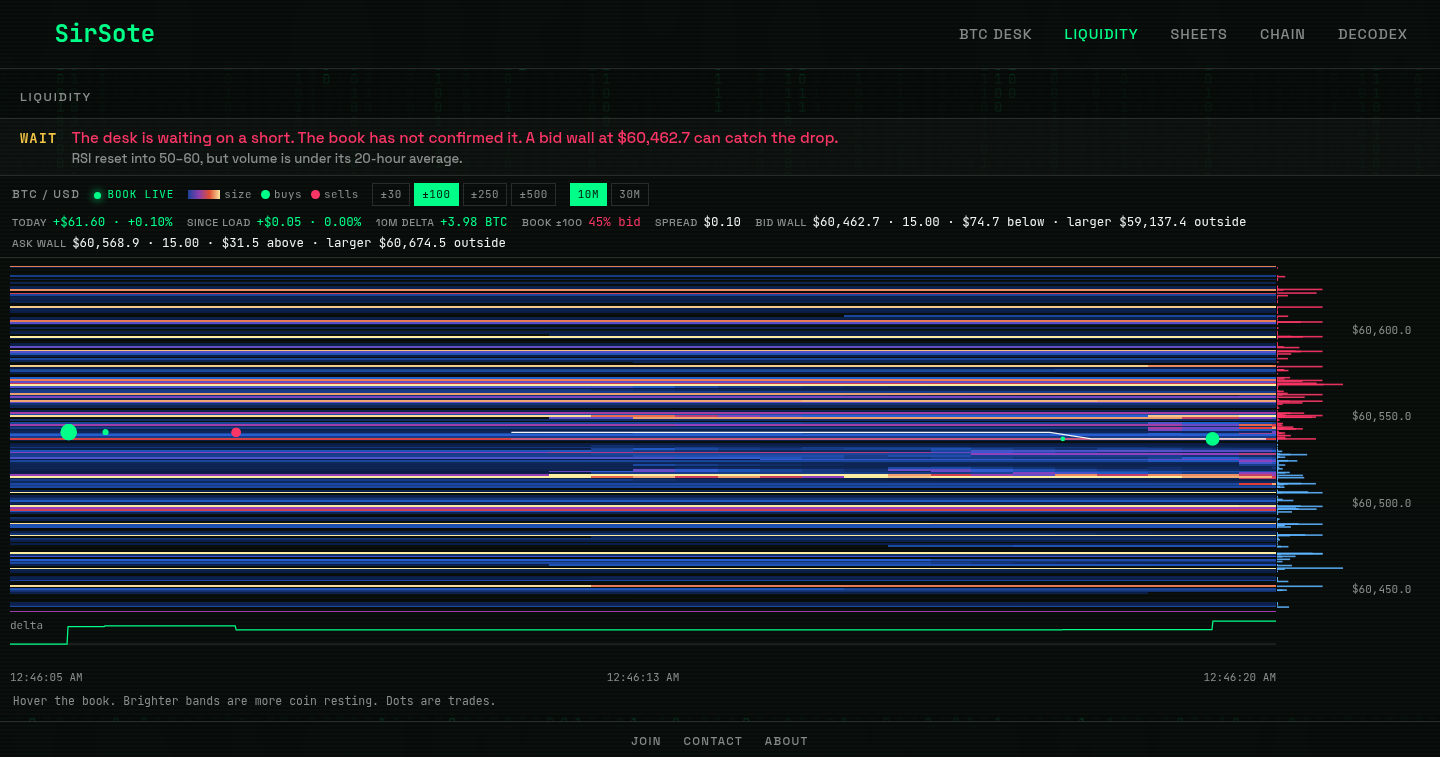 SirSote
BTC DESK LIQUIDITY SHEETS CHAIN DECODEX
LIQUIDITY
WAIT The desk is waiting on a short. The book has not confirmed it. A bid wall at $60,462.7 can catch the drop.
RSI reset into 50–60, but volume is under its 20-hour average.
BTC / USD BOOK LIVE size buys sells ±30 ±100 ±250 ±500 10M 30M
TODAY +$61.60 · +0.10% SINCE LOAD +$0.05 · 0.00% 10M DELTA +3.98 BTC BOOK ±100 45% bid SPREAD $0.10 BID WALL $60,462.7 · 15.00 · $74.7 below · larger $59,137.4 outside
ASK WALL $60,568.9 · 15.00 · $31.5 above · larger $60,674.5 outside
$60,600.0
$60,550.0
$60,500.0
$60,450.0
delta
12:46:05 AM 12:46:13 AM 12:46:20 AM
Hover the book. Brighter bands are more coin resting. Dots are trades.
JOIN CONTACT ABOUT